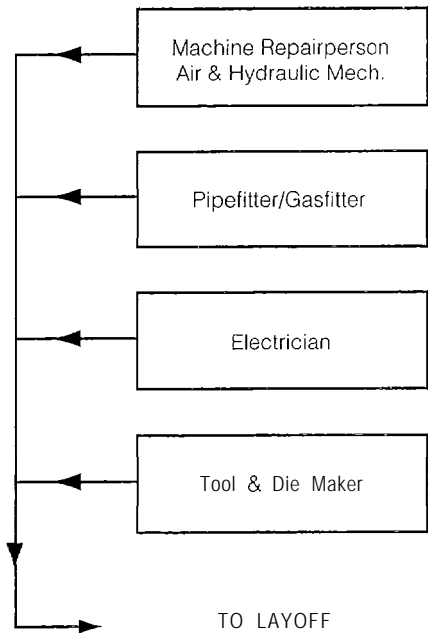 Machine Repairperson
Air & Hydraulic Mech.
Pipefitter/Gasfitter
Electrician
Tool & Die Maker
TO LAYOFF